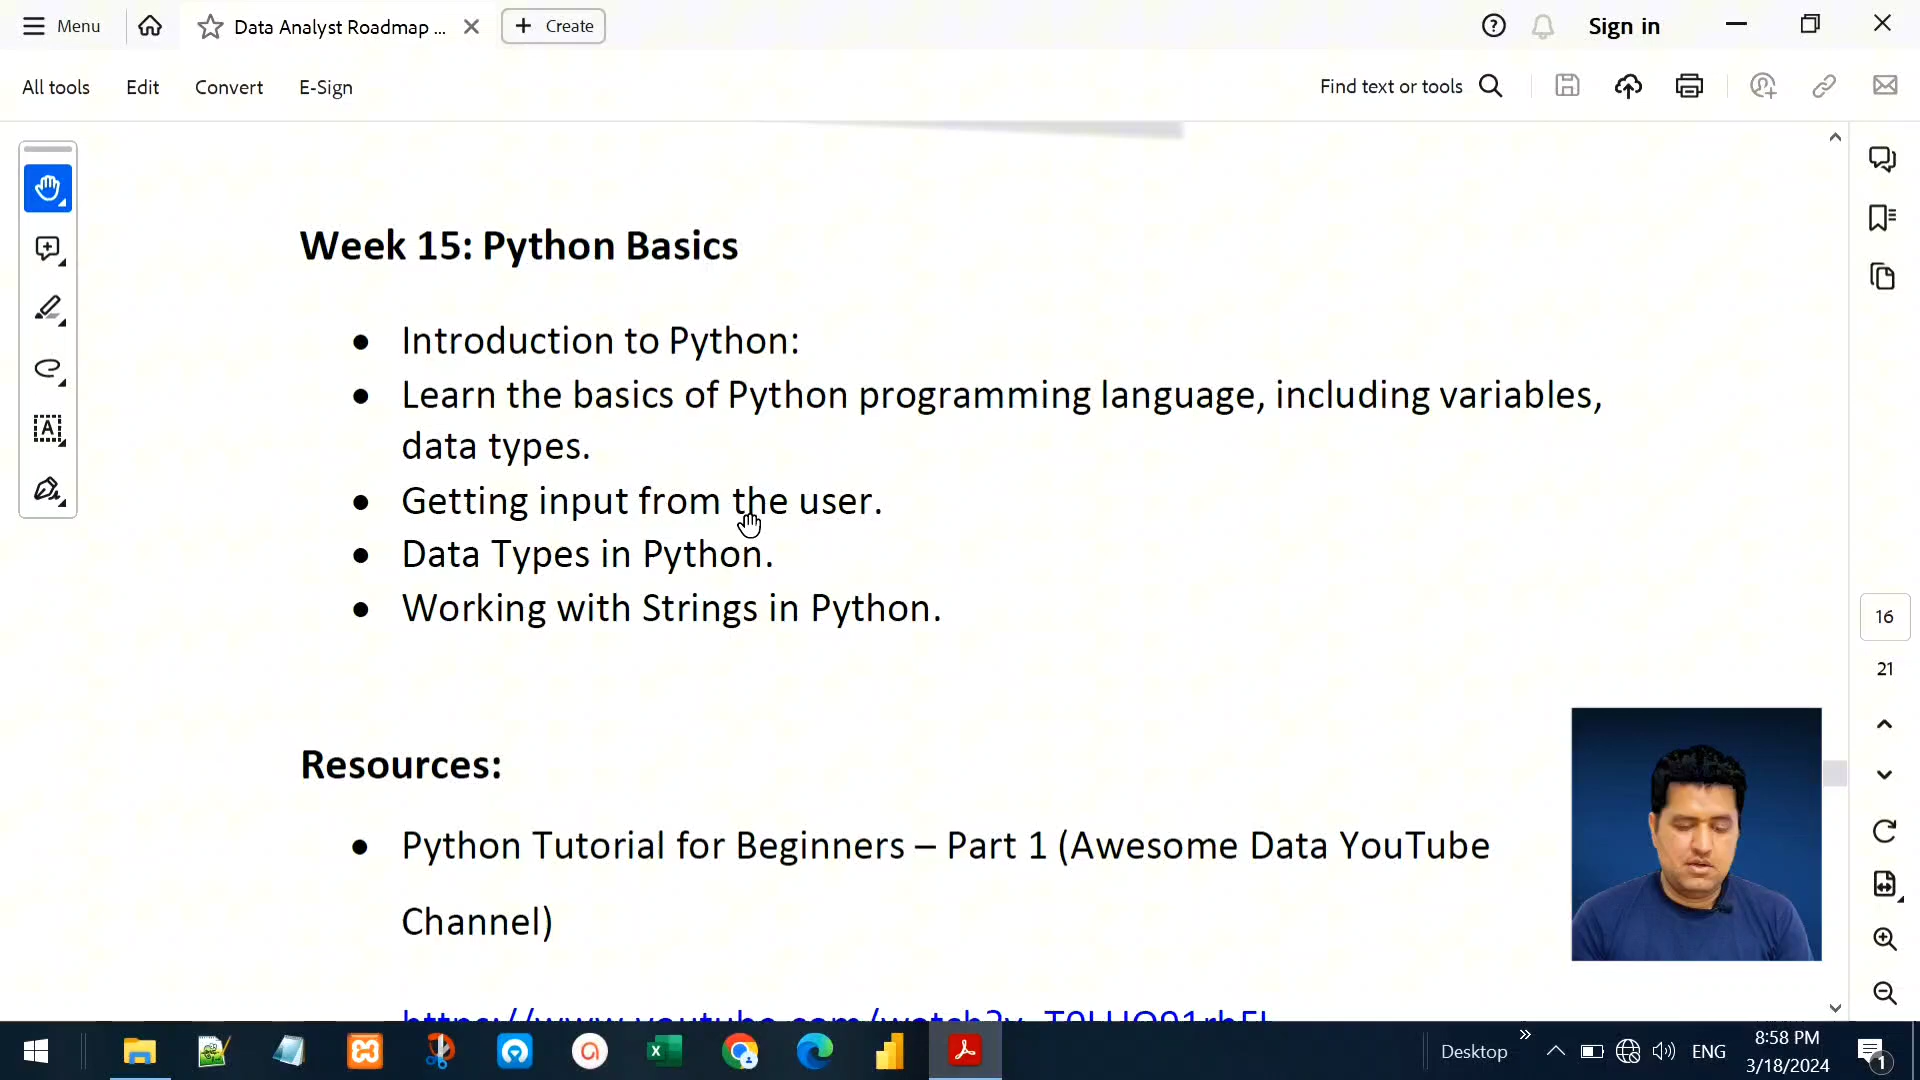 Menu
Data Analyst Roadmap ...
Create
Sign in
All tools
Edit
Convert
E-Sign
Find text or tools
Week 15: Python Basics
• Introduction to Python:
• Learn the basics of Python programming language, including variables,
data types.
• Getting input from the user.
• Data Types in Python.
• Working with Strings in Python.
16
21
Resources:
• Python Tutorial for Beginners – Part 1 (Awesome Data YouTube
Channel)
Desktop
ENG
8:58 PM
3/18/2024
1